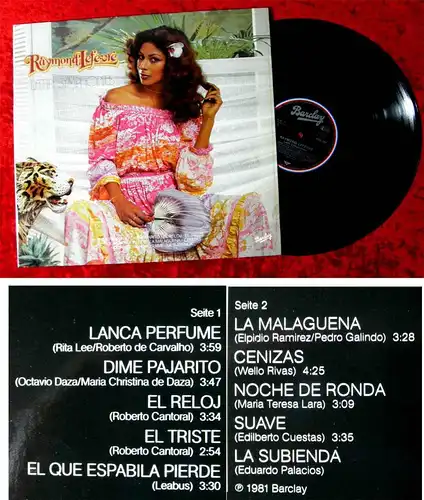 Raymond Lefèvre
Barclay
Barclay
Seite 1
LANCA PERFUME
(Rita Lee/Roberto de Carvalho) 3:59
DIME PAJARITO
(Octavio Daza/Maria Christina de Daza) 3:47
EL RELOJ
(Roberto Cantoral) 3:34
EL TRISTE
(Roberto Cantoral) 2:54
EL QUE ESPABILA PIERDE
(Leabus) 3:30
Seite 2
LA MALAGUENA
(Elpidio Ramirez/Pedro Galindo) 3:28
CENIZAS
(Wello Rivas) 4:25
NOCHE DE RONDA
(Maria Teresa Lara) 3:09
SUAVE
(Edilberto Cuestas) 3:35
LA SUBIENDA
(Eduardo Palacios)
℗ 1981 Barclay